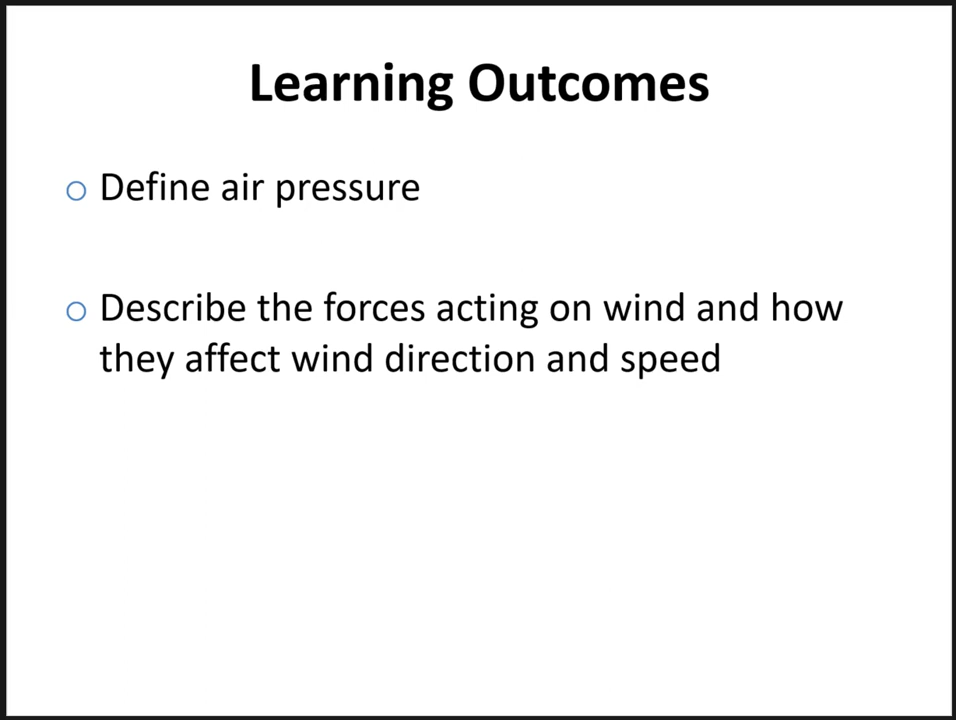 Learning Outcomes
Define air pressure
Describe the forces acting on wind and how
they affect wind direction and speed